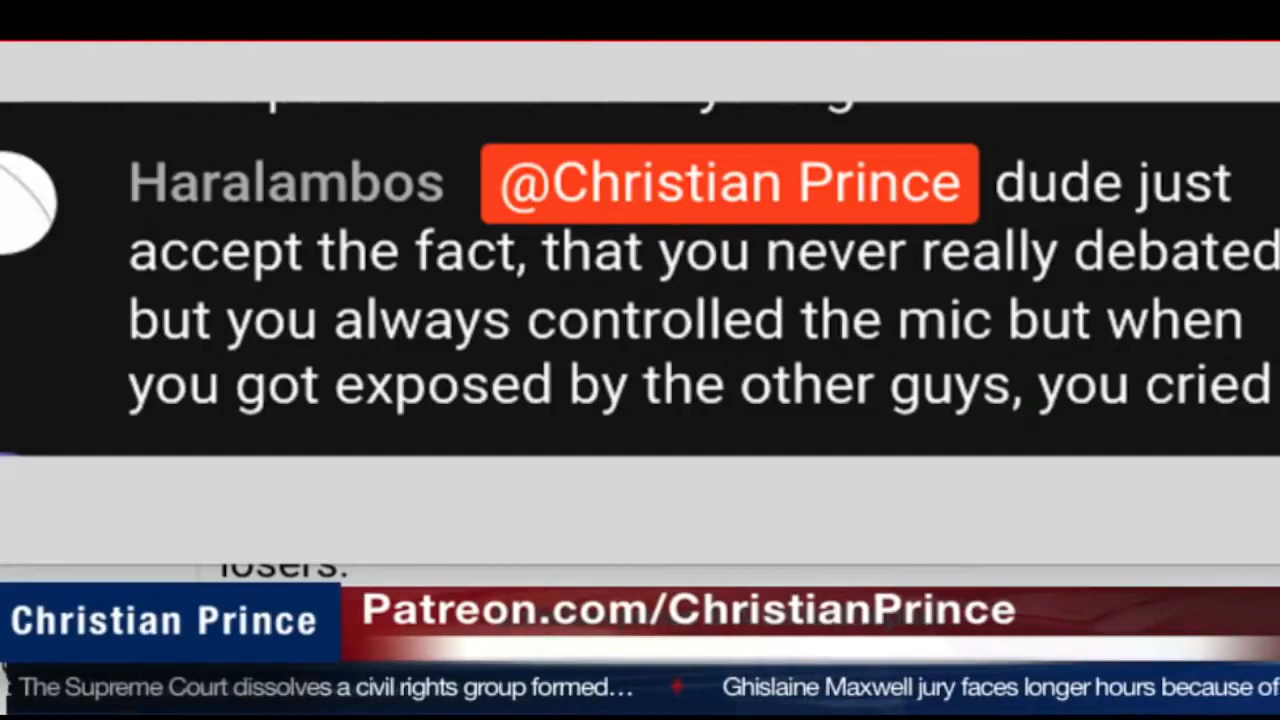 Haralambos @Christian Prince dude just
accept the fact, that you never really debated
but you always controlled the mic but when
you got exposed by the other guys, you cried
losers.
Christian Prince
Patreon.com/ChristianPrince
The Supreme Court dissolves a civil rights group formed... Ghislaine Maxwell jury faces longer hours because of